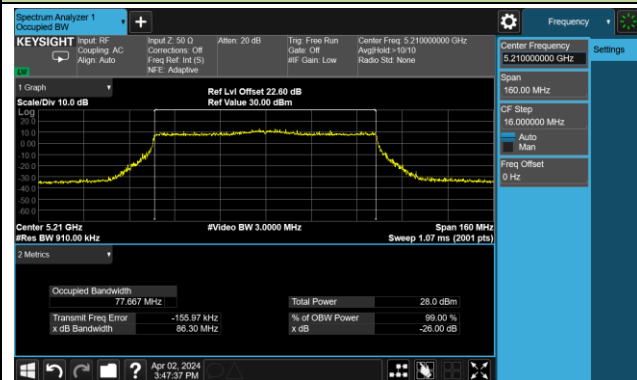 Spectrum Analyzer 1
Occupied BW
Frequency
KEYSIGHT
Input: RF
Coupling: AC
Align: Auto
Input Z: 50 Ω
Corrections: Off
Freq Ref: Int (S)
NFE: Adaptive
Atten: 20 dB
Trig: Free Run
Gate: Off
#IF Gain: Low
Center Freq: 5.210000000 GHz
Avg|Hold:>10/10
Radio Std: None
Center Frequency
5.210000000 GHz
Settings
Span
160.00 MHz
CF Step
16.000000 MHz
Auto
Man
Freq Offset
0 Hz
1 Graph
Scale/Div 10.0 dB
Ref Lvl Offset 22.60 dB
Ref Value 30.00 dBm
Log
20.0
10.0
0.00
-10.0
-20.0
-30.0
-40.0
-50.0
-60.0
Center 5.21 GHz
#Res BW 910.00 kHz
#Video BW 3.0000 MHz
Span 160 MHz
Sweep 1.07 ms (2001 pts)
2 Metrics
Occupied Bandwidth
77.667 MHz
Total Power 28.0 dBm
Transmit Freq Error -155.97 kHz
% of OBW Power 99.00 %
x dB Bandwidth 86.30 MHz
x dB -26.00 dB
?
Apr 02, 2024
3:47:37 PM